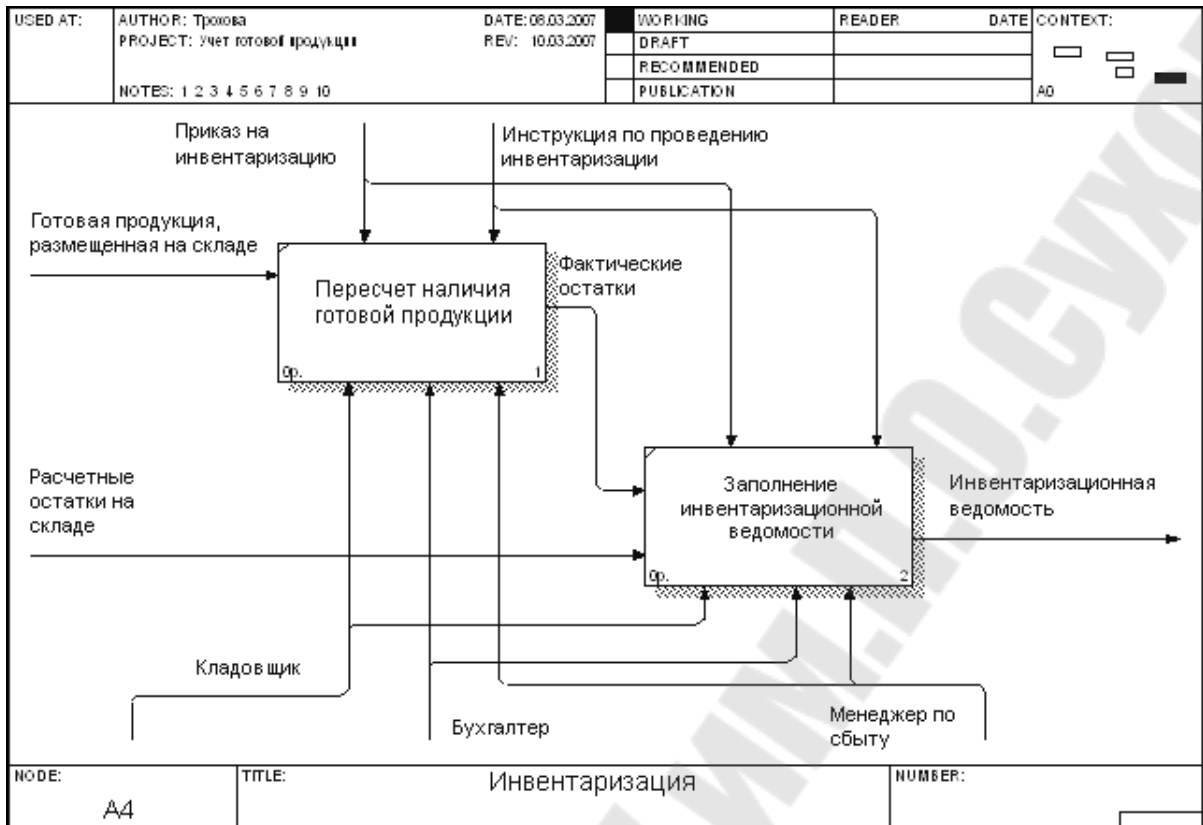 USED AT:
AUTHOR: Трохова
DATE: 08.03.2007
PROJECT: Учет готовой продукции
REV: 10.03.2007
NOTES: 1 2 3 4 5 6 7 8 9 10
WORKING
DRAFT
RECOMMENDED
PUBLICATION
READER
DATE
CONTEXT:
A0
Приказ на
инвентаризацию
Инструкция по проведению
инвентаризации
Готовая продукция,
размещенная на складе
Пересчет наличия
готовой продукции
0р.
1
Фактические
остатки
Расчетные
остатки на
складе
Заполнение
инвентаризационной
ведомости
0р.
2
Инвентаризационная
ведомость
Кладовщик
Бухгалтер
Менеджер по
сбыту
NODE:
A4
TITLE:
Инвентаризация
NUMBER: